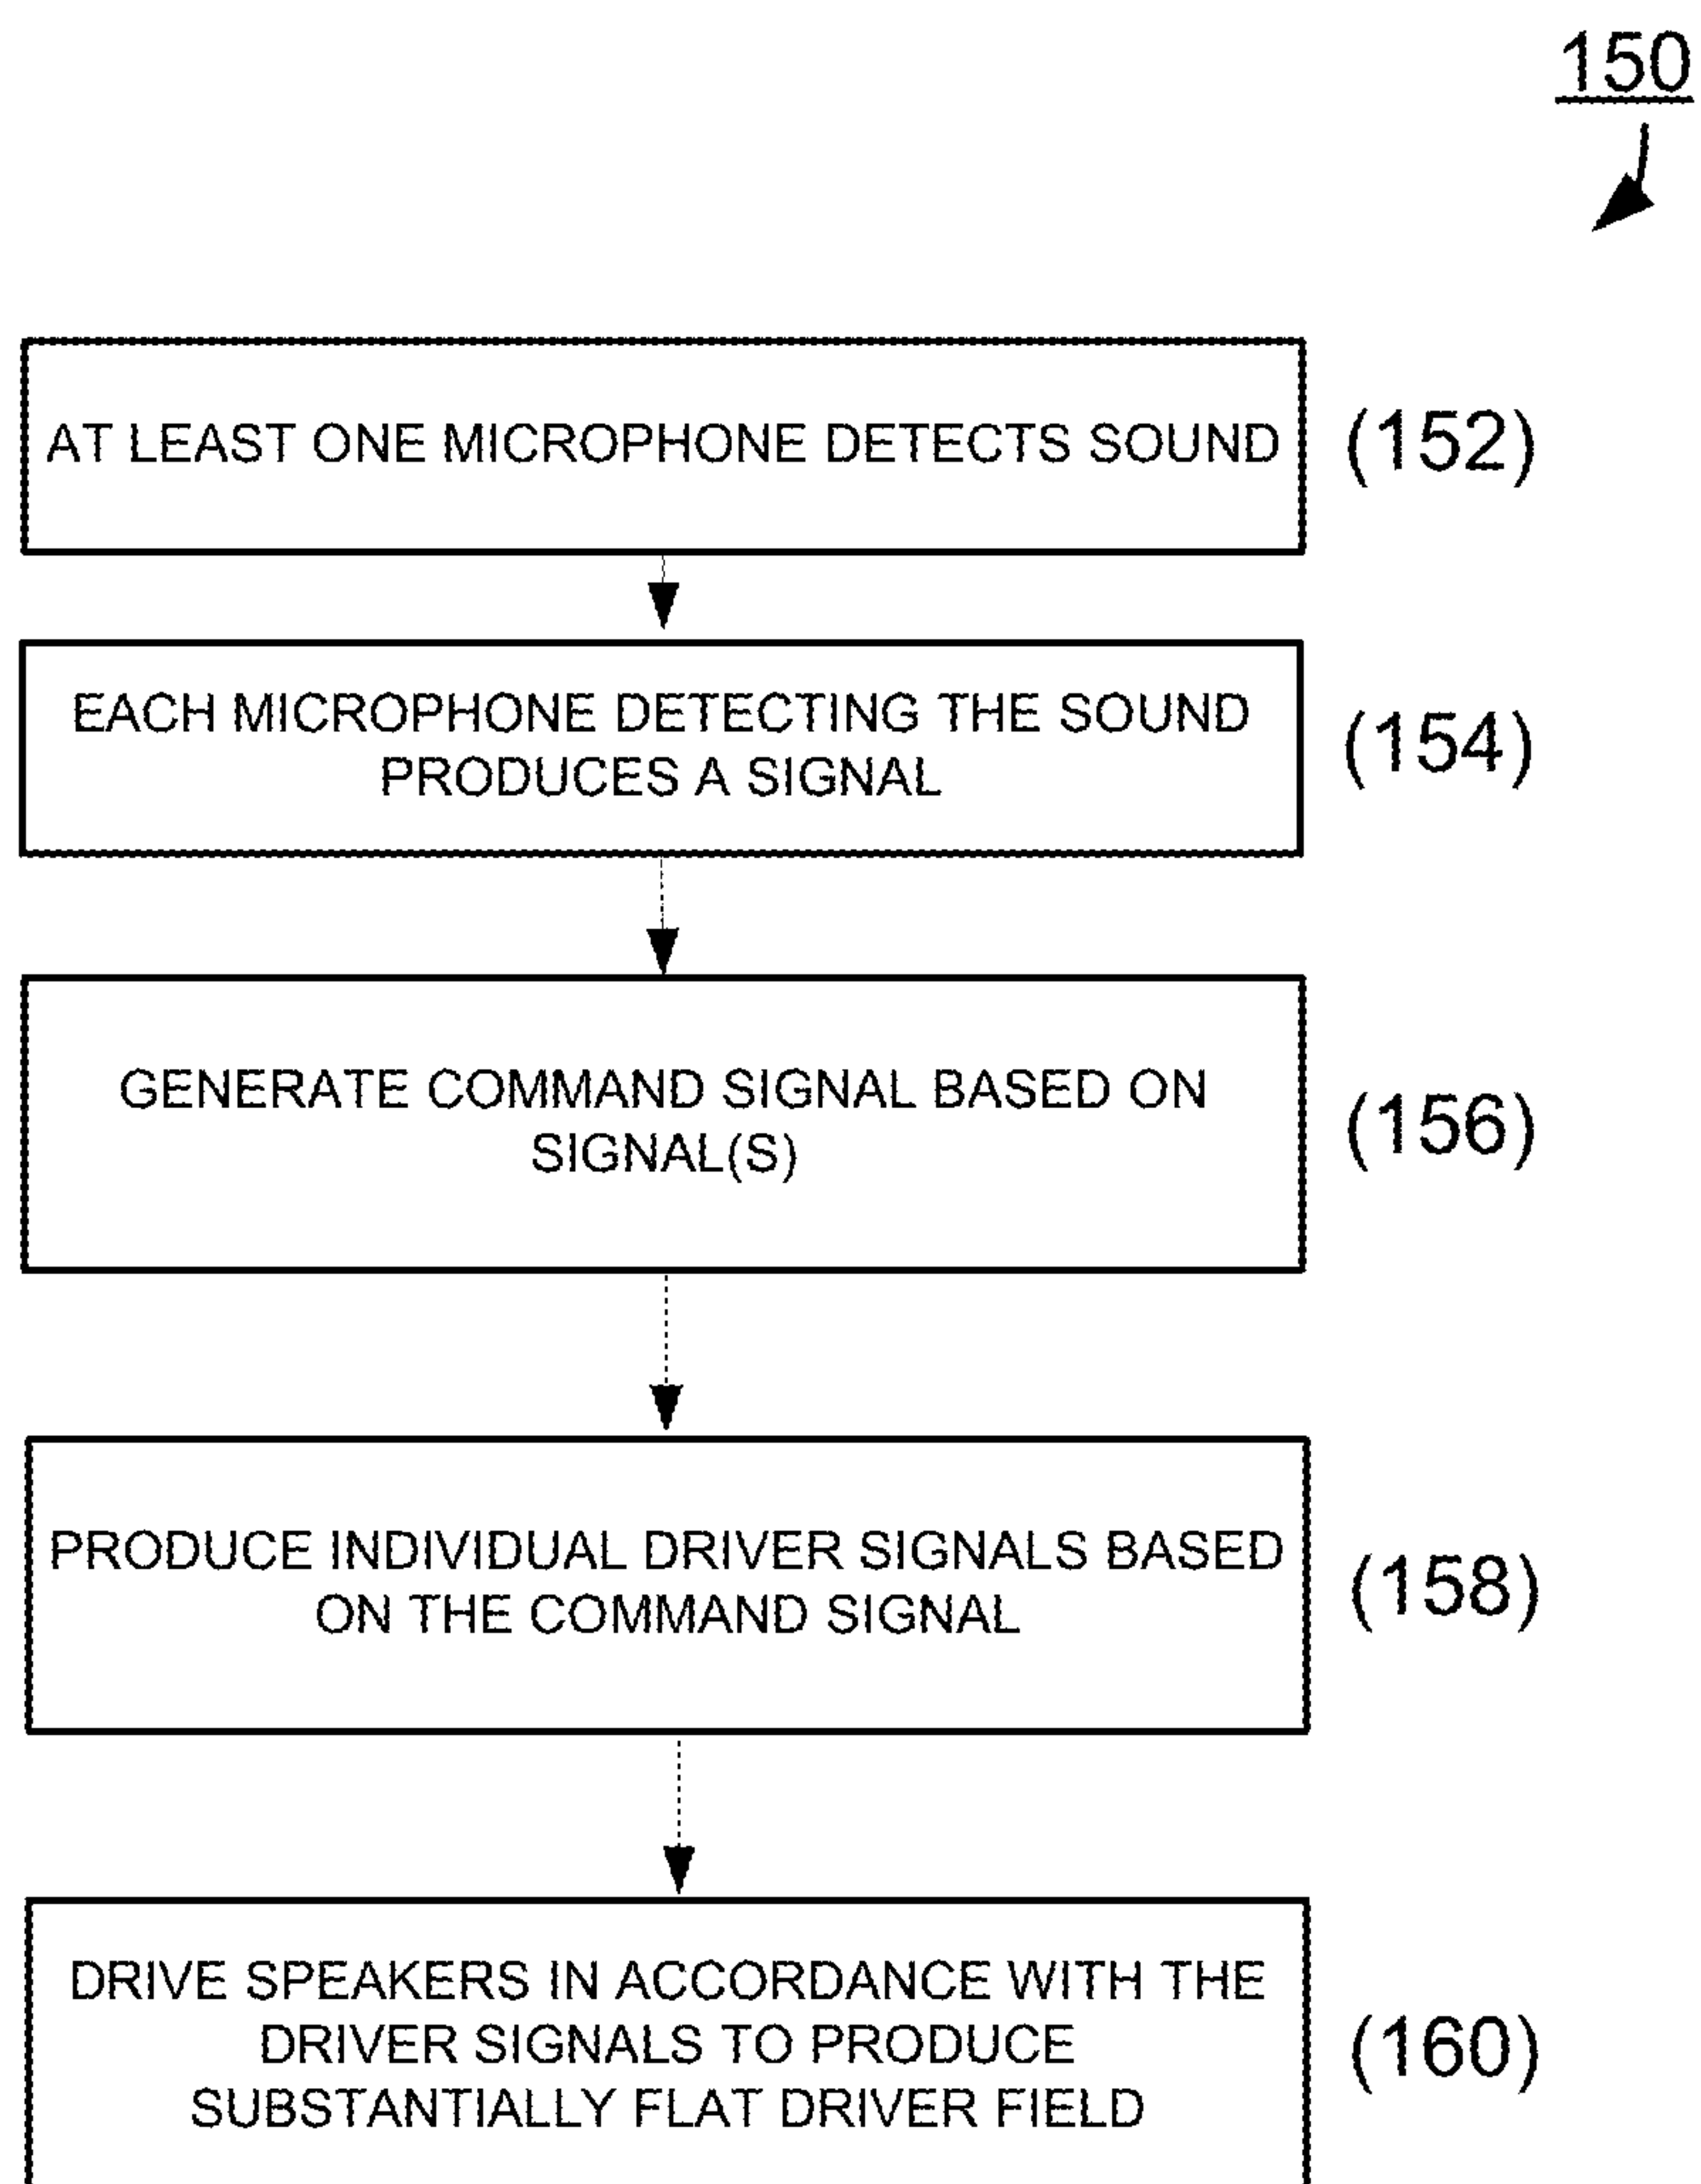 150
AT LEAST ONE MICROPHONE DETECTS SOUND
(152)
EACH MICROPHONE DETECTING THE SOUND
PRODUCES A SIGNAL
(154)
GENERATE COMMAND SIGNAL BASED ON
SIGNAL(S)
(156)
PRODUCE INDIVIDUAL DRIVER SIGNALS BASED
ON THE COMMAND SIGNAL
(158)
DRIVE SPEAKERS IN ACCORDANCE WITH THE
DRIVER SIGNALS TO PRODUCE
SUBSTANTIALLY FLAT DRIVER FIELD
(160)